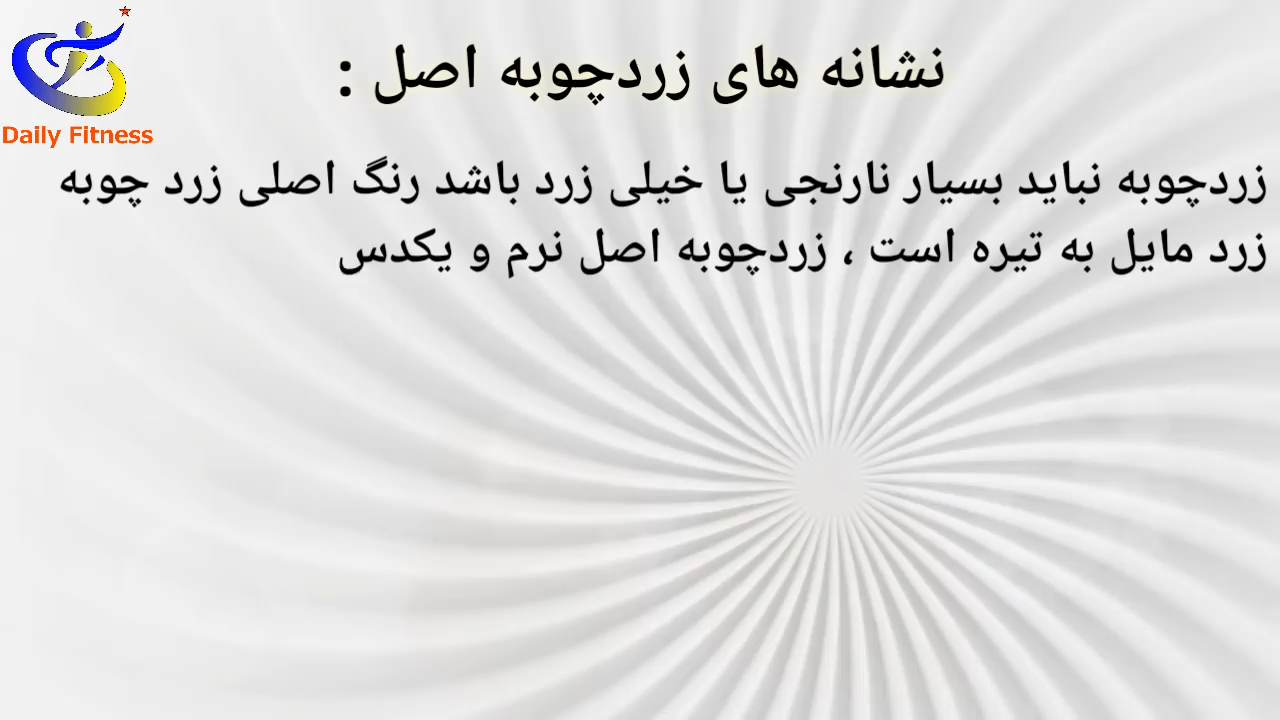 نشانه های زردچوبه اصل :
زردچوبه نباید بسیار نارنجی یا خیلی زرد باشد رنگ اصلی زرد چوبه
زرد مایل به تیره است ، زردچوبه اصل نرم و یکدس
Daily Fitness